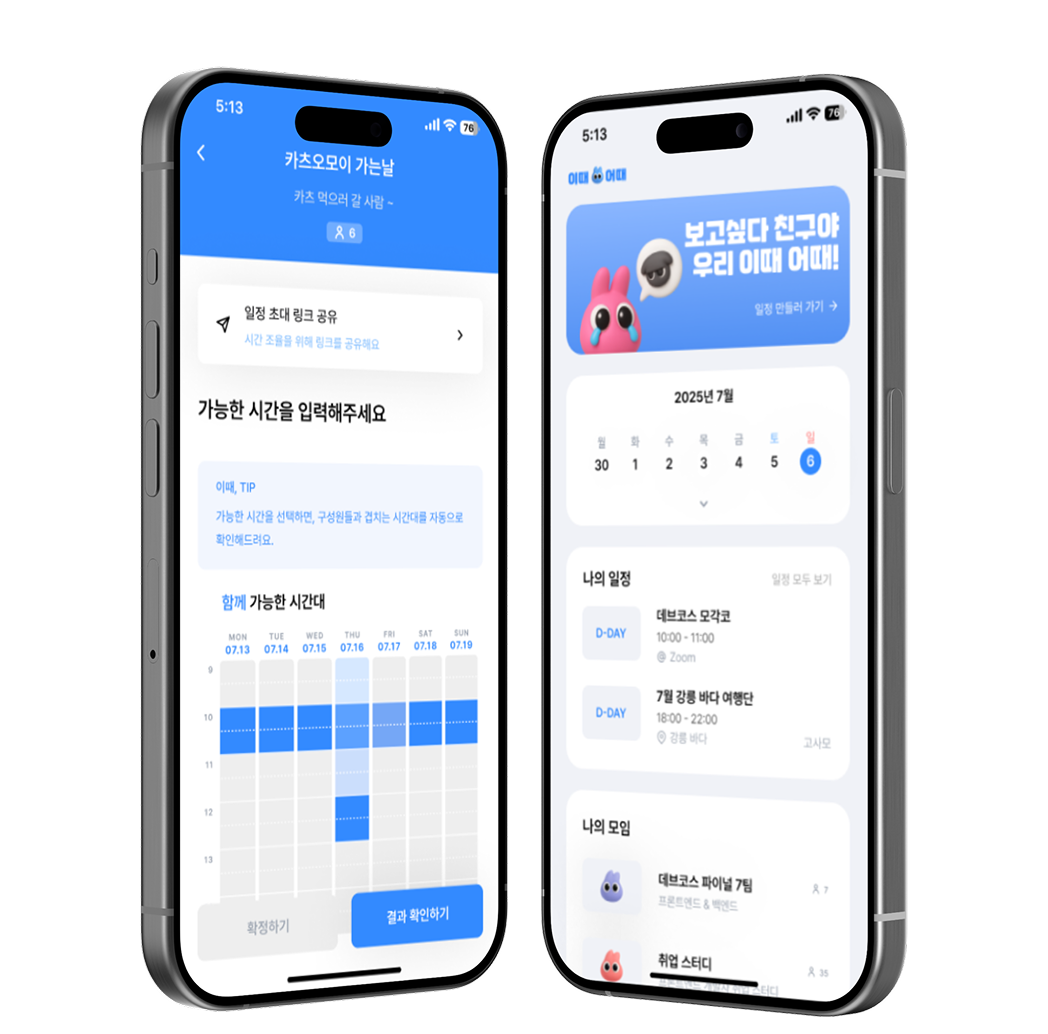 5:13
76
카츠오모이 가는날
카츠 먹으러 갈 사람 ~
6
일정 초대 링크 공유
시간 조율을 위해 링크를 공유해요
가능한 시간을 입력해주세요
이때, TIP
가능한 시간을 선택하면, 구성원들과 겹치는 시간대를 자동으로
확인해드려요.
함께 가능한 시간대
MON TUE WED THU FRI SAT SUN
07.13 07.14 07.15 07.16 07.17 07.18 07.19
9
10
11
12
13
확정하기
결과 확인하기
5:13
76
이때 어때
보고싶다 친구야
우리 이때 어때!
일정 만들러 가기 →
2025년 7월
월 화 수 목 금 토 일
30 1 2 3 4 5 6
나의 일정
일정 모두 보기
D-DAY
데브코스 모각코
10:00 - 11:00
@ Zoom
D-DAY
7월 강릉 바다 여행단
18:00 - 22:00
강릉 바다
고사모
나의 모임
데브코스 파이널 7팀
프론트엔드 & 백엔드
7
취업 스터디
35
스터디